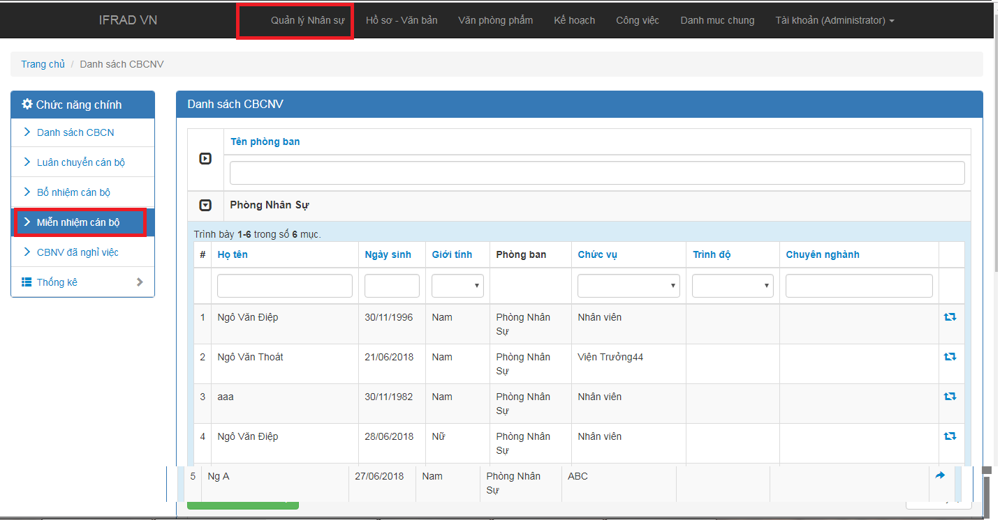 IFRAD VN
Quản lý Nhân sự
Hồ sơ - Văn bản
Văn phòng phẩm
Kế hoạch
Công việc
Danh muc chung
Tài khoản (Administrator)
Trang chủ / Danh sách CBCNV
Chức năng chính
Danh sách CBCN
Luân chuyển cán bộ
Bổ nhiệm cán bộ
Miễn nhiệm cán bộ
CBNV đã nghỉ việc
Thống kê
Danh sách CBCNV
Tên phòng ban
Phòng Nhân Sự
Trình bày 1-6 trong số 6 mục.
# Họ tên Ngày sinh Giới tính Phòng ban Chức vụ Trình độ Chuyên nghành
1 Ngô Văn Điệp 30/11/1996 Nam Phòng Nhân Nhân viên
Sự
2 Ngô Văn Thoát 21/06/2018 Nam Phòng Nhân Viện Trưởng44
Sự
3 aaa 30/11/1982 Nam Phòng Nhân Nhân viên
Sự
4 Ngô Văn Điệp 28/06/2018 Nữ Phòng Nhân Nhân viên
Sự
5 Ng A 27/06/2018 Nam Phòng Nhân ABC
Sự